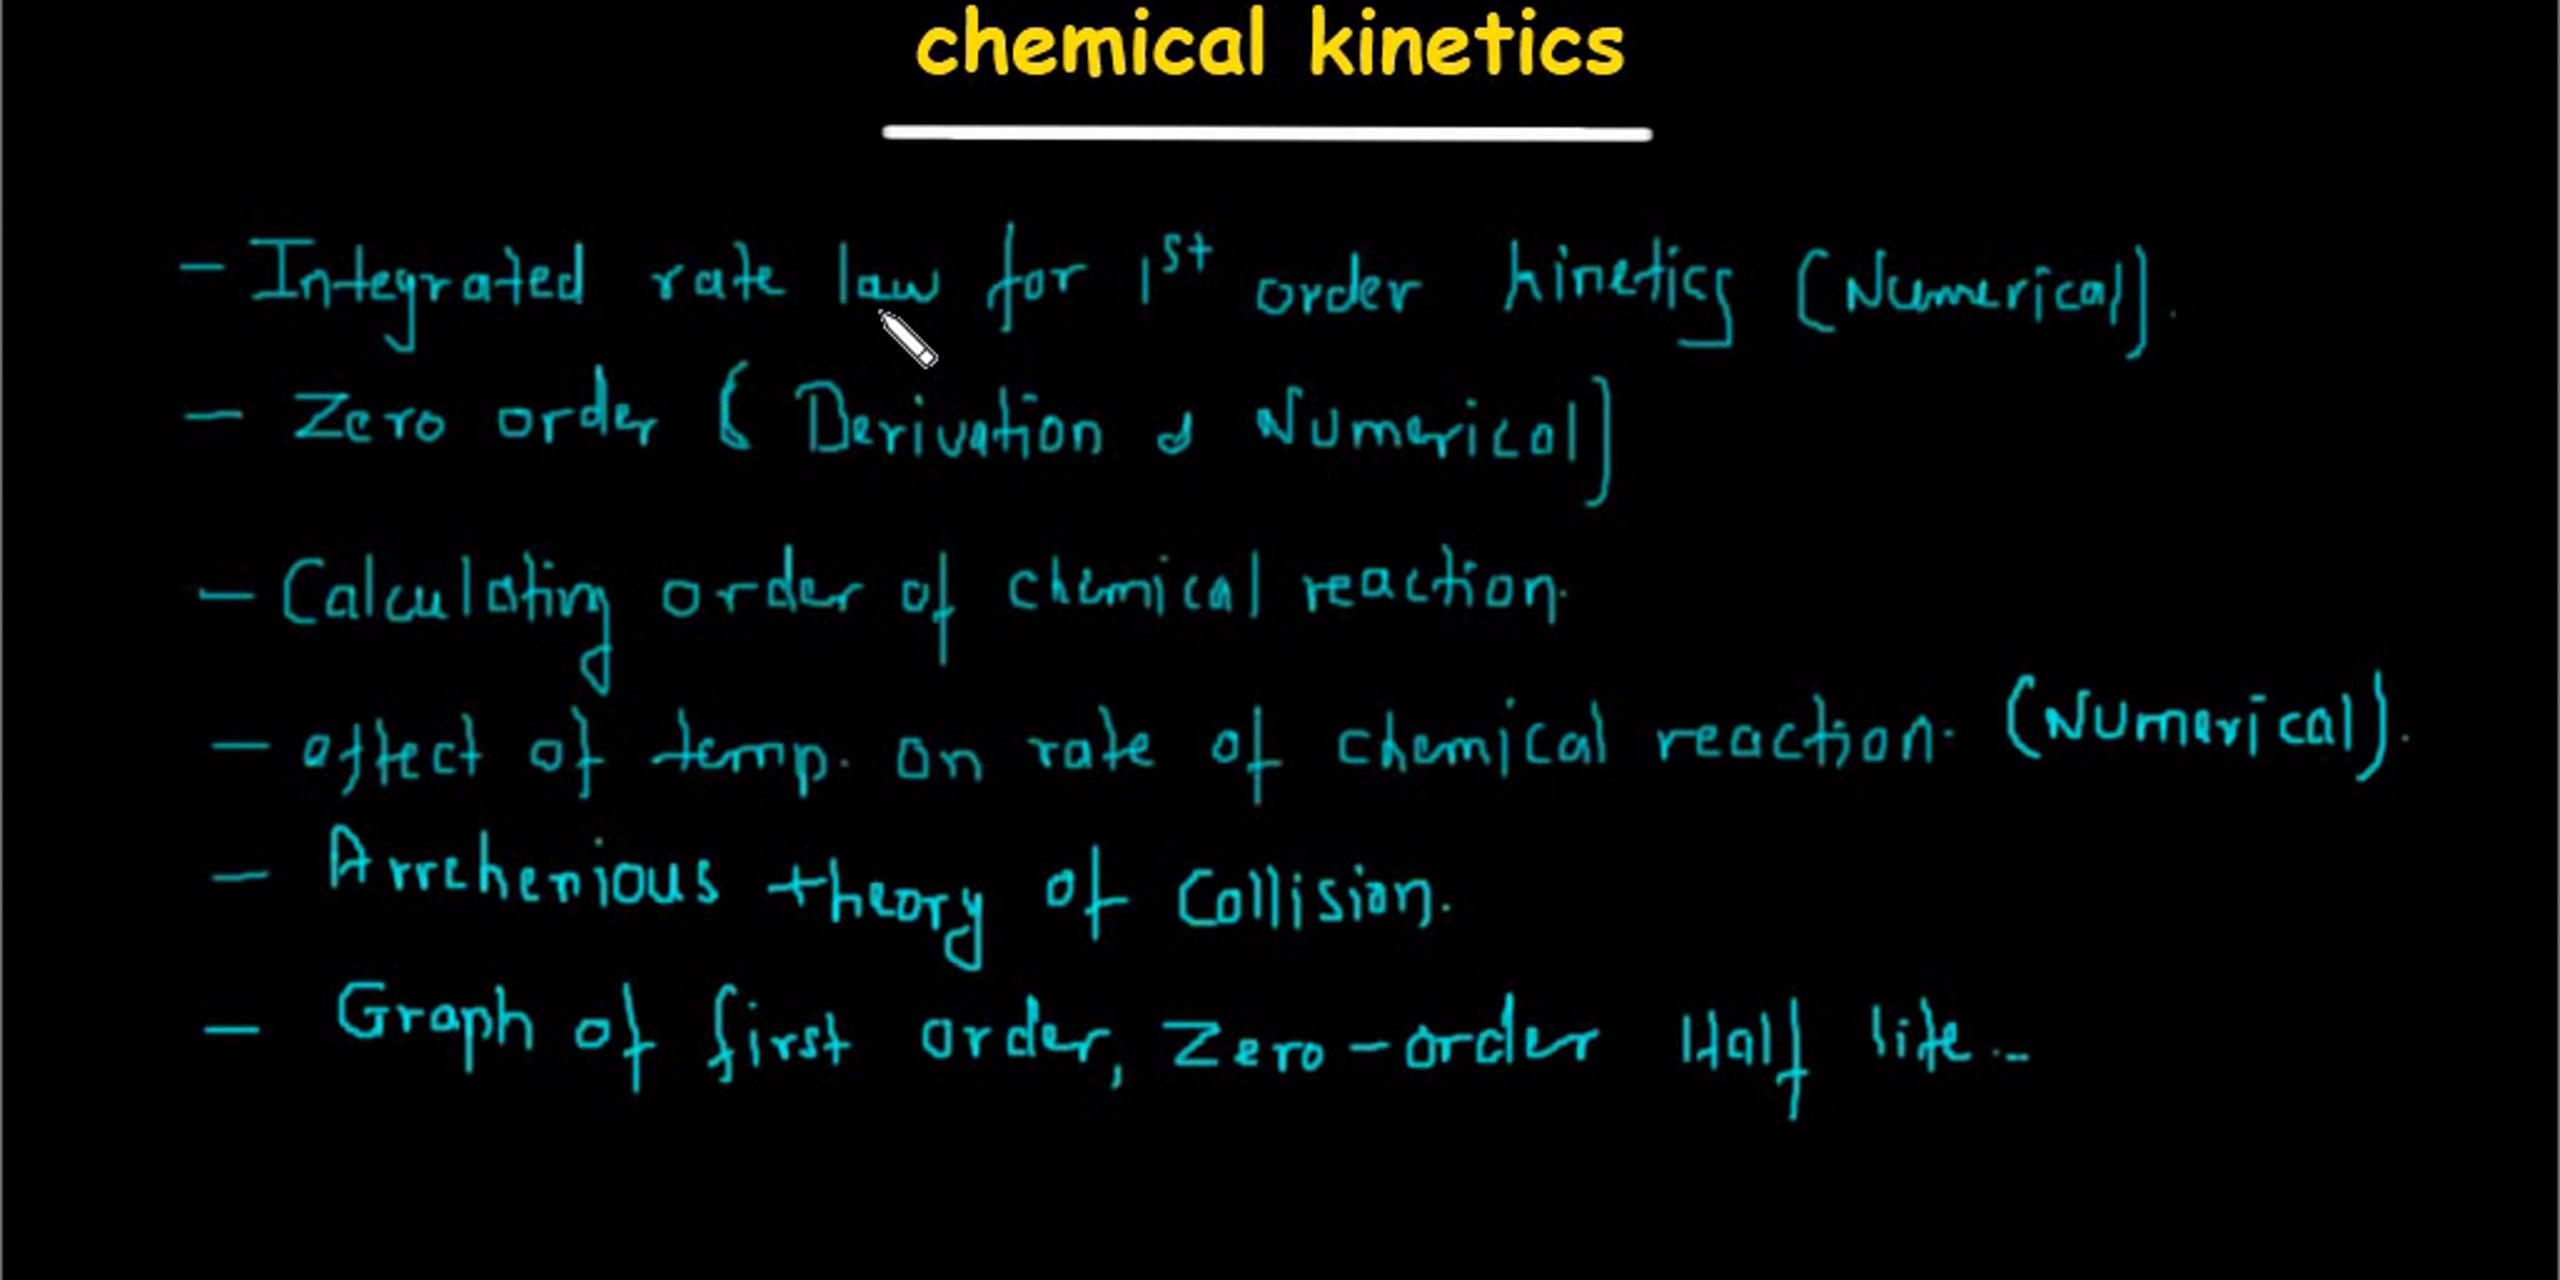 chemical kinetics
- Integrated rate law for 1st order kinetics (Numerical).
- Zero order (Derivation & Numerical)
- Calculating order of chemical reaction.
- effect of temp. on rate of chemical reaction. (Numerical).
- Arrehenious theory of Collision.
- Graph of first order, Zero-order Half life..-